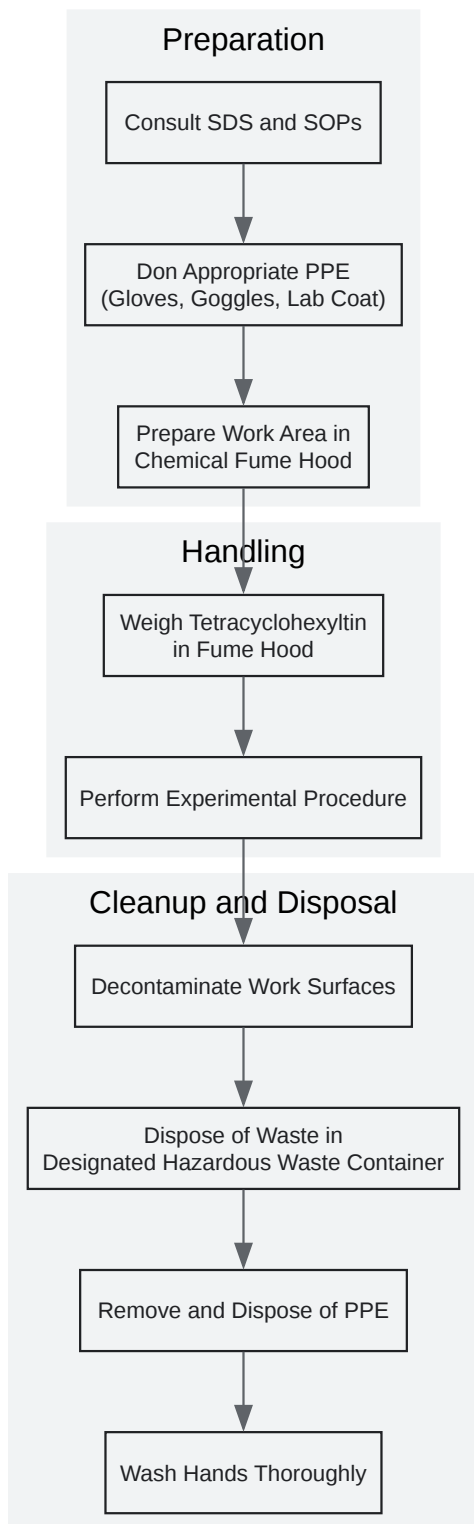 Preparation
Consult SDS and SOPs
Don Appropriate PPE
(Gloves, Goggles, Lab Coat)
Prepare Work Area in
Chemical Fume Hood
Handling
Weigh Tetracyclohexyltin
in Fume Hood
Perform Experimental Procedure
Cleanup and Disposal
Decontaminate Work Surfaces
Dispose of Waste in
Designated Hazardous Waste Container
Remove and Dispose of PPE
Wash Hands Thoroughly